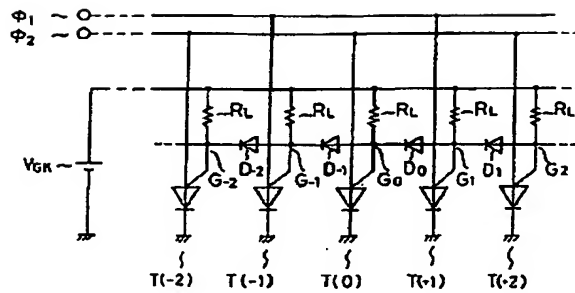 Φ1 ~
Φ2 ~
RL RL RL RL RL
VGK~
D-2 D-1 D0 D1
G-2 G-1 G0 G1 G2
T(-2) T(-1) T(0) T(+1) T(+2)